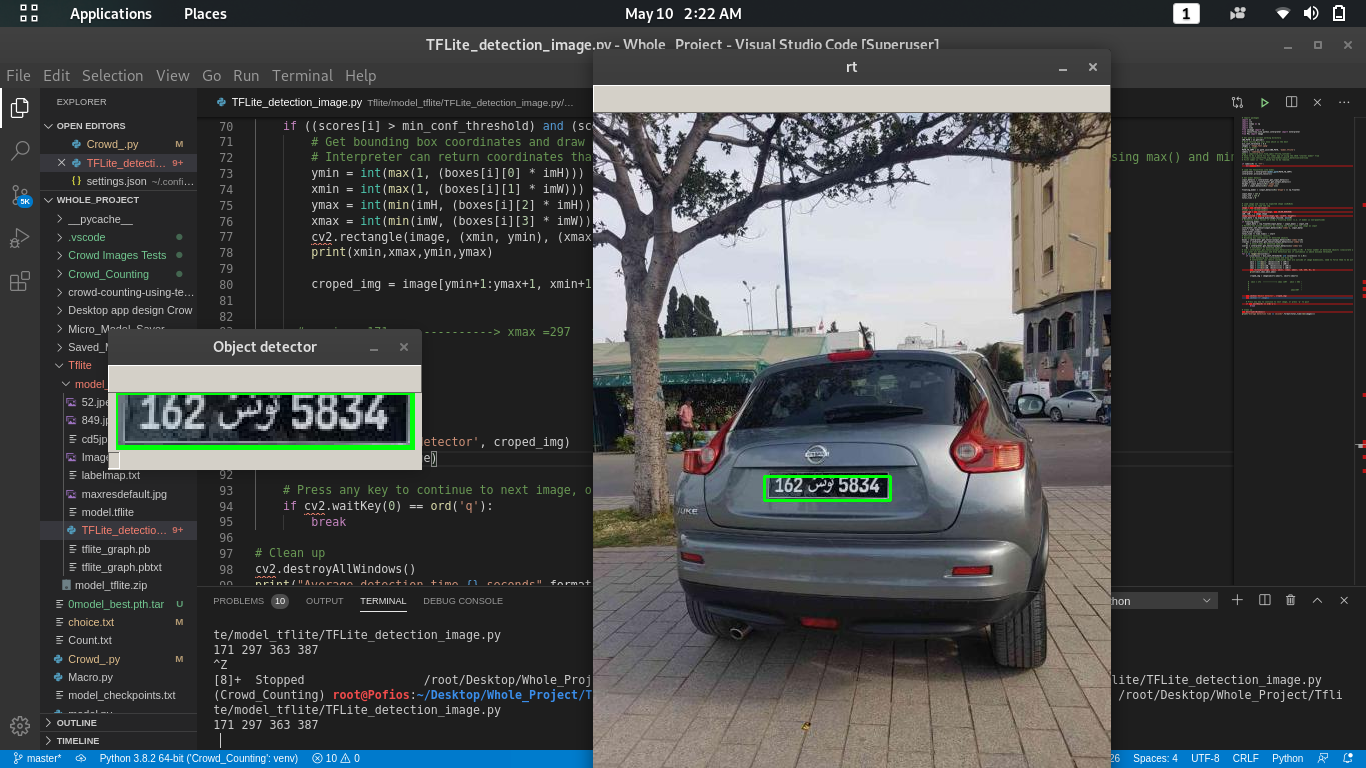 Applications Places May 10 2:22 AM 1
TFLite_detection_image.py - Whole_Project - Visual Studio Code [Superuser]
File Edit Selection View Go Run Terminal Help
EXPLORER
OPEN EDITORS
Crowd_.py M
TFLite_detecti... 9+
settings.json ~/.confi...
WHOLE_PROJECT
__pycache__
.vscode
Crowd Images Tests
Crowd_Counting
crowd-counting-using-te...
Desktop app design Crow
Micro_Model_Saver
Saved_M
Tflite
model_
52.jpe
849.jp
cd5jp
Image
labelmap.txt
maxresdefault.jpg
model.tflite
TFLite_detectio... 9+
tflite_graph.pb
tflite_graph.pbtxt
model_tflite.zip
0model_best.pth.tar U
choice.txt M
Count.txt
Crowd_.py M
Macro.py
model_checkpoints.txt
OUTLINE
TIMELINE
5K
TFLite_detection_image.py Tflite/model_tflite/TFLite_detection_image.py/...
70 if ((scores[i] > min_conf_threshold) and (sc
71 # Get bounding box coordinates and draw
72 # Interpreter can return coordinates tha
sing max() and min
73 ymin = int(max(1, (boxes[i][0] * imH)))
74 xmin = int(max(1, (boxes[i][1] * imW)))
75 ymax = int(min(imH, (boxes[i][2] * imH))
76 xmax = int(min(imW, (boxes[i][3] * imW))
77 cv2.rectangle(image, (xmin, ymin), (xmax
78 print(xmin,xmax,ymin,ymax)
79
80 croped_img = image[ymin+1:ymax+1, xmin+1
81
-----------> xmax =297
etector', croped_img)
e)
92
93 # Press any key to continue to next image, o
94 if cv2.waitKey(0) == ord('q'):
95 break
96
97 # Clean up
98 cv2.destroyAllWindows()
Object detector
162 تونس 5834
rt
162 تونس 5834
NISSAN
JUKE
PROBLEMS 10 OUTPUT TERMINAL DEBUG CONSOLE
thon
te/model_tflite/TFLite_detection_image.py
171 297 363 387
^Z
[8]+ Stopped /root/Desktop/Whole_Proj
lite/TFLite_detection_image.py
(Crowd_Counting) root@Pofios:~/Desktop/Whole_Project/T
/root/Desktop/Whole_Project/Tfli
te/model_tflite/TFLite_detection_image.py
171 297 363 387
master* Python 3.8.2 64-bit ('Crowd_Counting': venv) 10 0
26 Spaces: 4 UTF-8 CRLF Python